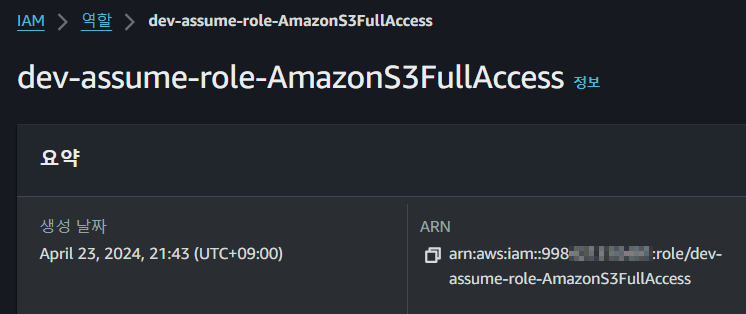 IAM > 역할 > dev-assume-role-AmazonS3FullAccess
dev-assume-role-AmazonS3FullAccess 정보
요약
생성 날짜
April 23, 2024, 21:43 (UTC+09:00)
ARN
arn:aws:iam::998 :role/dev-
assume-role-AmazonS3FullAccess